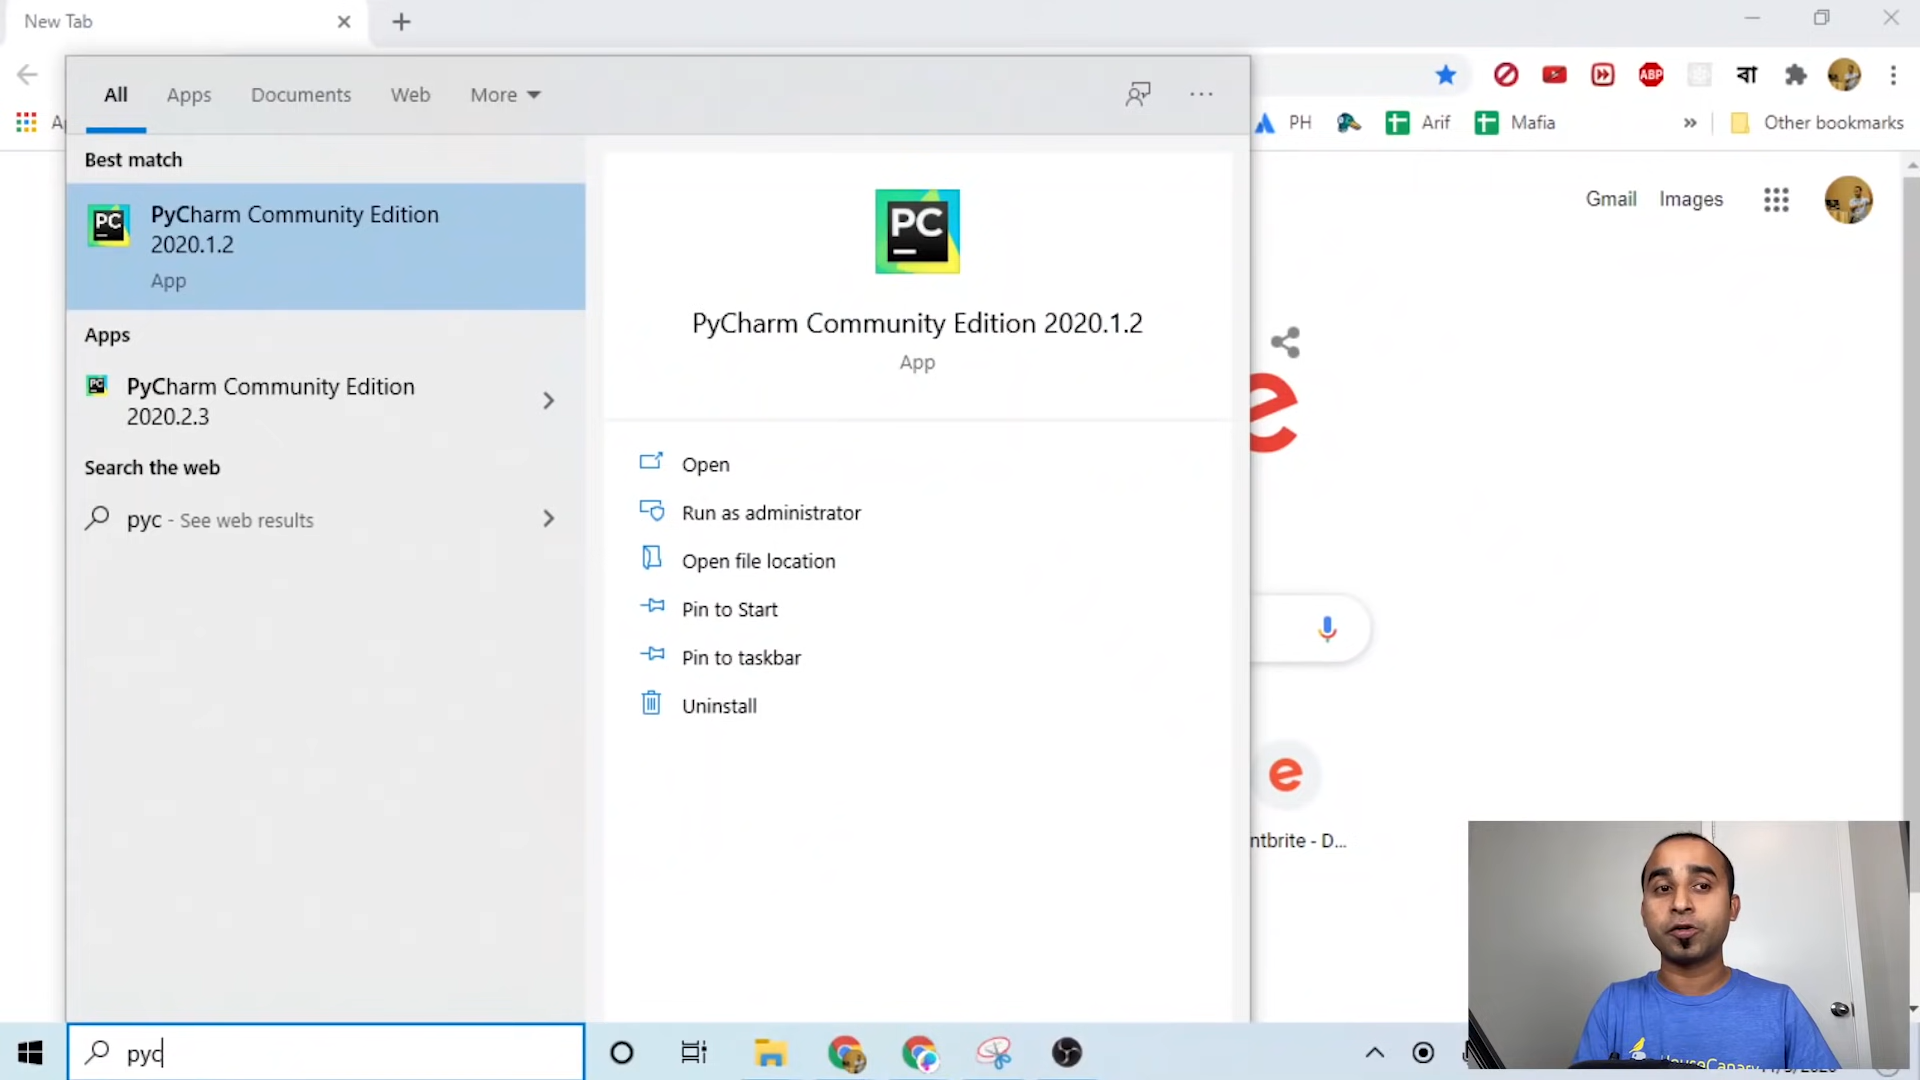 New Tab
All Apps Documents Web More
Best match
PyCharm Community Edition
2020.1.2
App
Apps
PyCharm Community Edition
2020.2.3
Search the web
pyc - See web results
PC
PyCharm Community Edition 2020.1.2
App
Open
Run as administrator
Open file location
Pin to Start
Pin to taskbar
Uninstall
ABP
বা
PH Arif Mafia Other bookmarks
Gmail Images
e
e
ntbrite - D...
HouseCanary
pyc